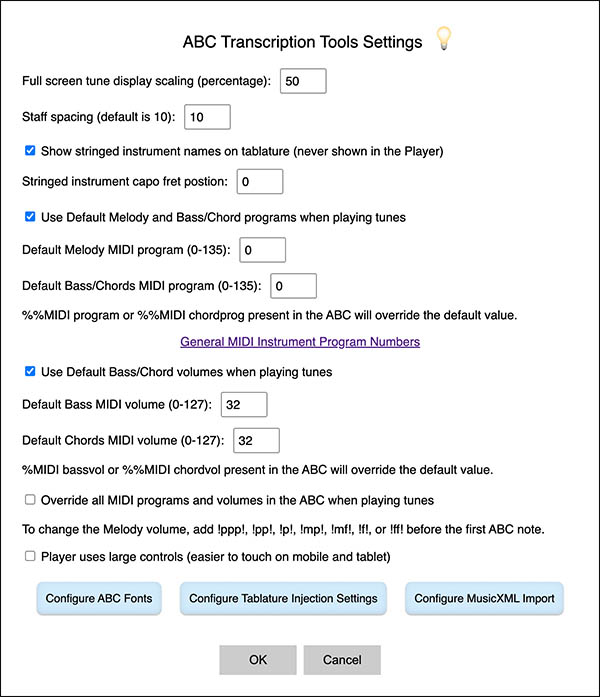 ABC Transcription Tools Settings
Full screen tune display scaling (percentage): 50
Staff spacing (default is 10): 10
Show stringed instrument names on tablature (never shown in the Player)
Stringed instrument capo fret postion: 0
Use Default Melody and Bass/Chord programs when playing tunes
Default Melody MIDI program (0-135): 0
Default Bass/Chords MIDI program (0-135): 0
%%MIDI program or %%MIDI chordprog present in the ABC will override the default value.
General MIDI Instrument Program Numbers
Use Default Bass/Chord volumes when playing tunes
Default Bass MIDI volume (0-127): 32
Default Chords MIDI volume (0-127): 32
%MIDI bassvol or %%MIDI chordvol present in the ABC will override the default value.
Override all MIDI programs and volumes in the ABC when playing tunes
To change the Melody volume, add !ppp!, !pp!, !p!, !mp!, !mf!, !f!, or !ff! before the first ABC note.
Player uses large controls (easier to touch on mobile and tablet)
Configure ABC Fonts Configure Tablature Injection Settings Configure MusicXML Import
OK Cancel